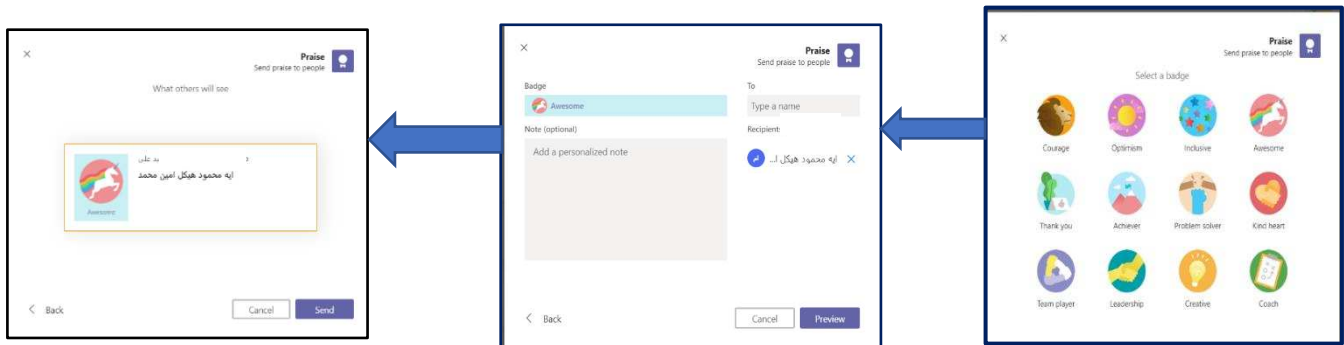 Praise
Send praise to people
Select a badge
Courage
Optimism
Inclusive
Awesome
Thank you
Achiever
Problem solver
Kind heart
Team player
Leadership
Creative
Coach
Praise
Send praise to people
Badge
Awesome
To
Type a name
Note (optional)
Add a personalized note
Recipient:
ايه محمود هيكل ا...
Back
Cancel
Preview
Praise
Send praise to people
What others will see
ايه محمود هيكل امين محمد
Awesome
Back
Cancel
Send